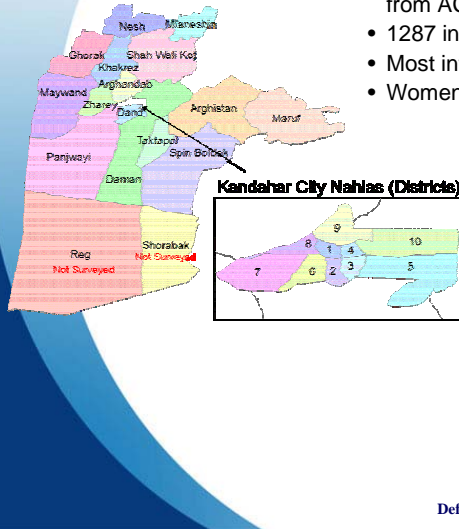 from AC
• 1287 in
• Most in
• Women
Nesh
Mianeshin
Ghorak
Shah Wali Kot
Khakrez
Arghandab
Maywand
Zharey
Dand
Arghistan
Maruf
Takhtapul
Panjwayi
Spin Boldak
Daman
Kandahar City Nahias (Districts)
Reg
Not Surveyed
Shorabak
Not Surveyed
9
8
1
4
10
7
6
2
3
5
Def